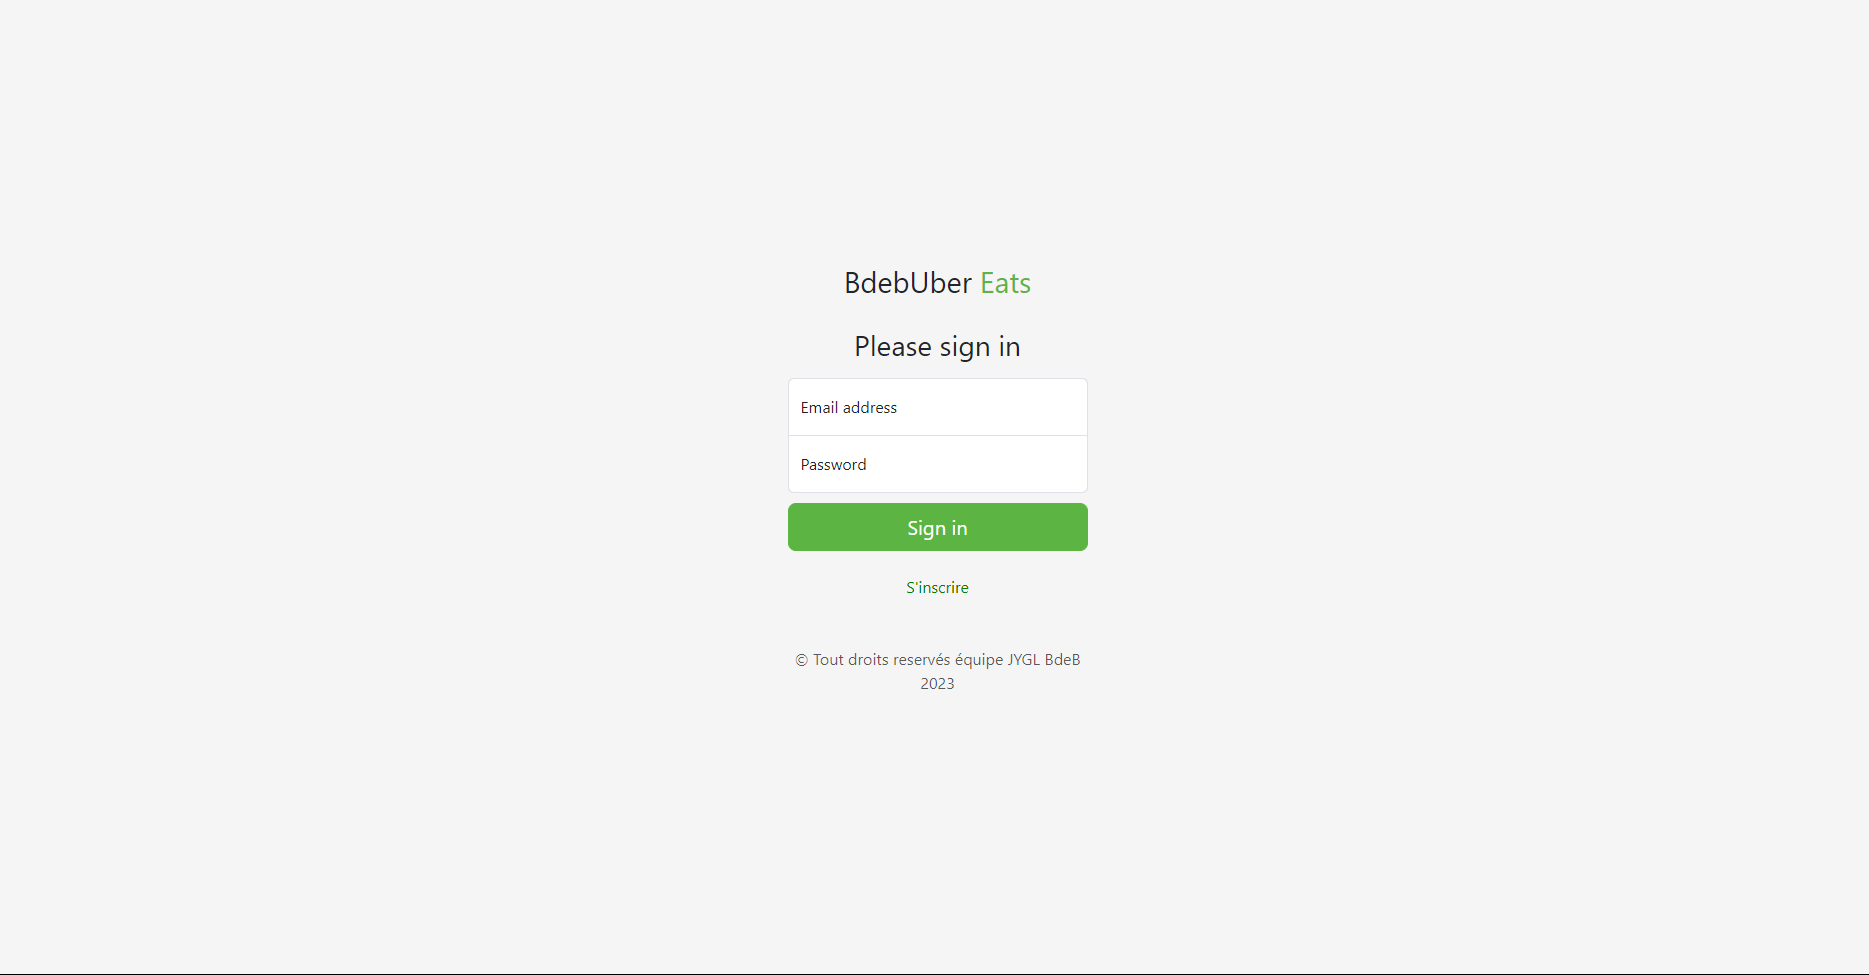 BdebUber Eats
Please sign in
Email address
Password
Sign in
S'inscrire
© Tout droits reservés équipe JYGL BdeB
2023